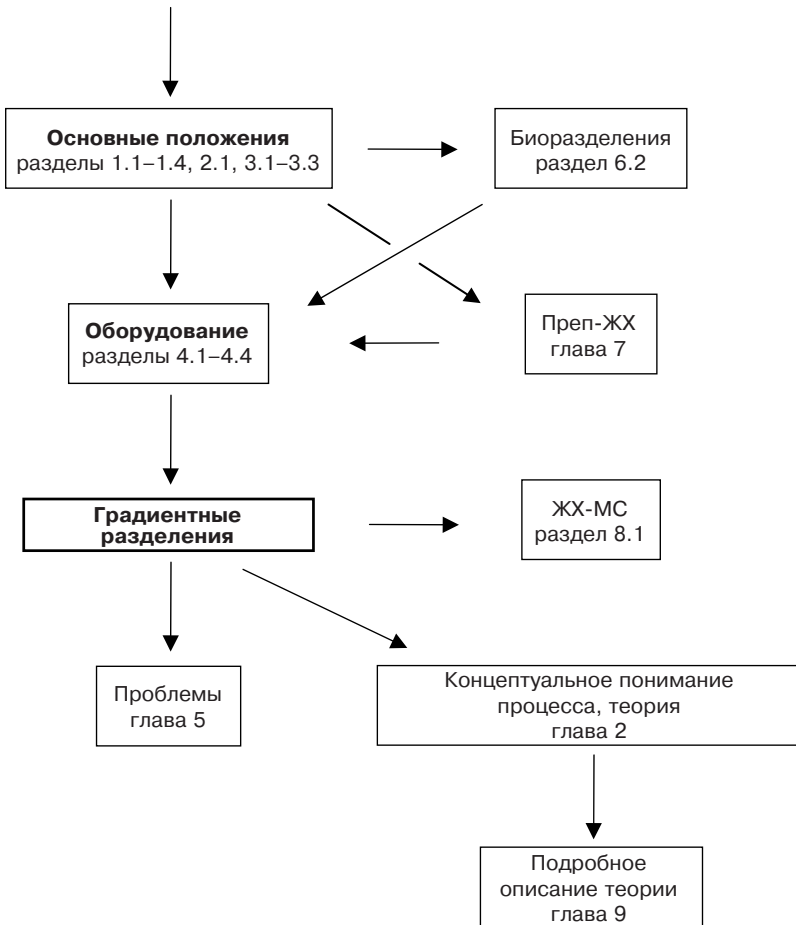 Основные положения
разделы 1.1–1.4, 2.1, 3.1–3.3
Биоразделения
раздел 6.2
Оборудование
разделы 4.1–4.4
Преп-ЖХ
глава 7
Градиентные
разделения
ЖХ-МС
раздел 8.1
Проблемы
глава 5
Концептуальное понимание
процесса, теория
глава 2
Подробное
описание теории
глава 9